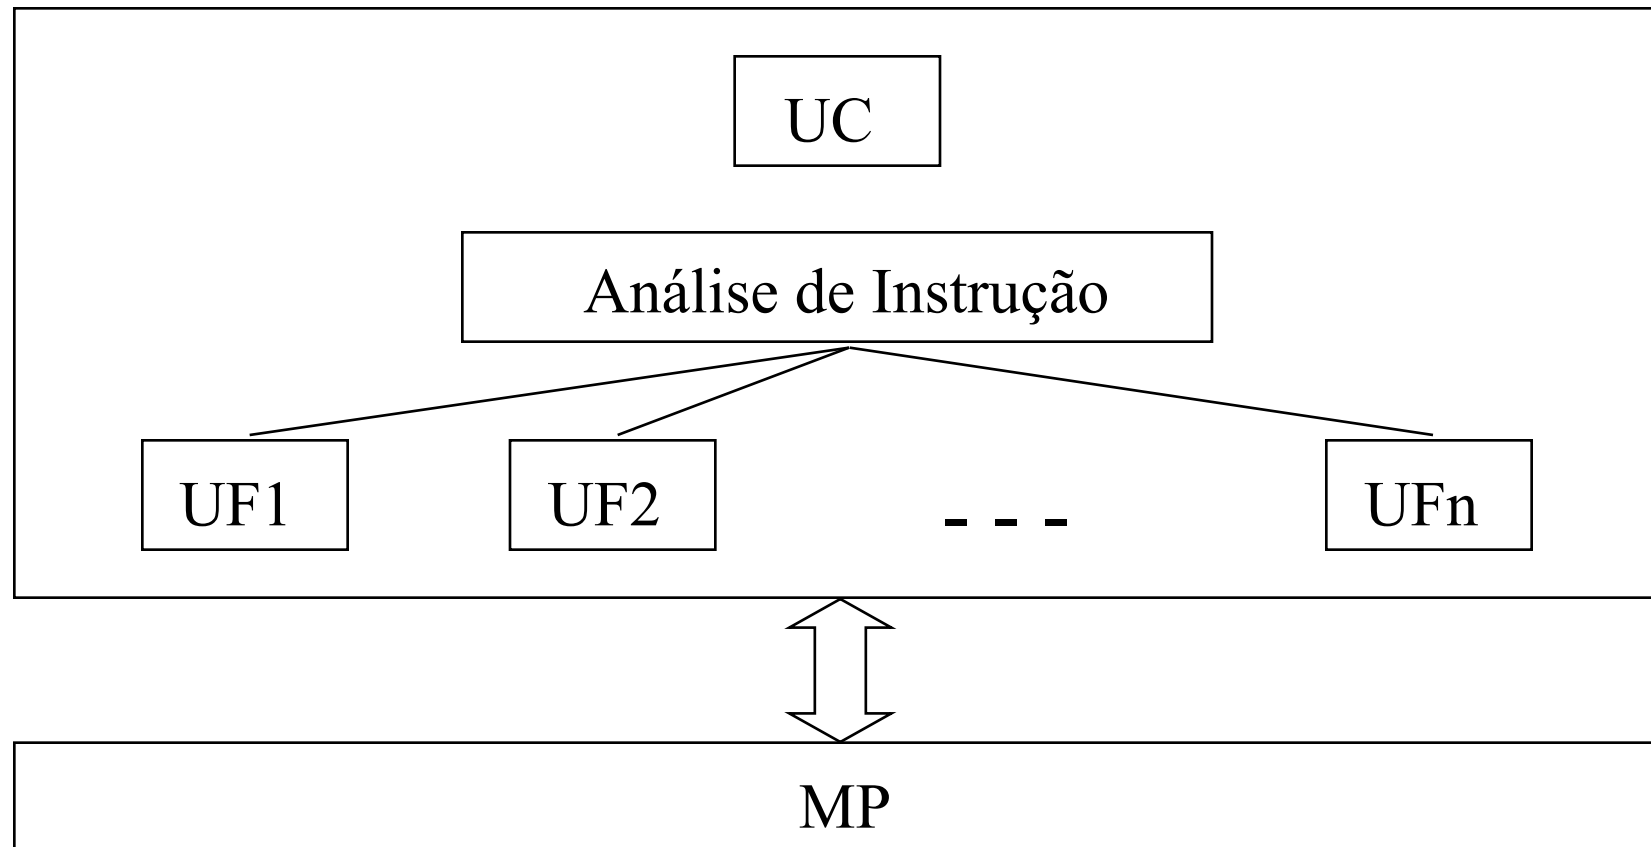 UC
Análise de Instrução
UF1 UF2 - - - UFn
MP